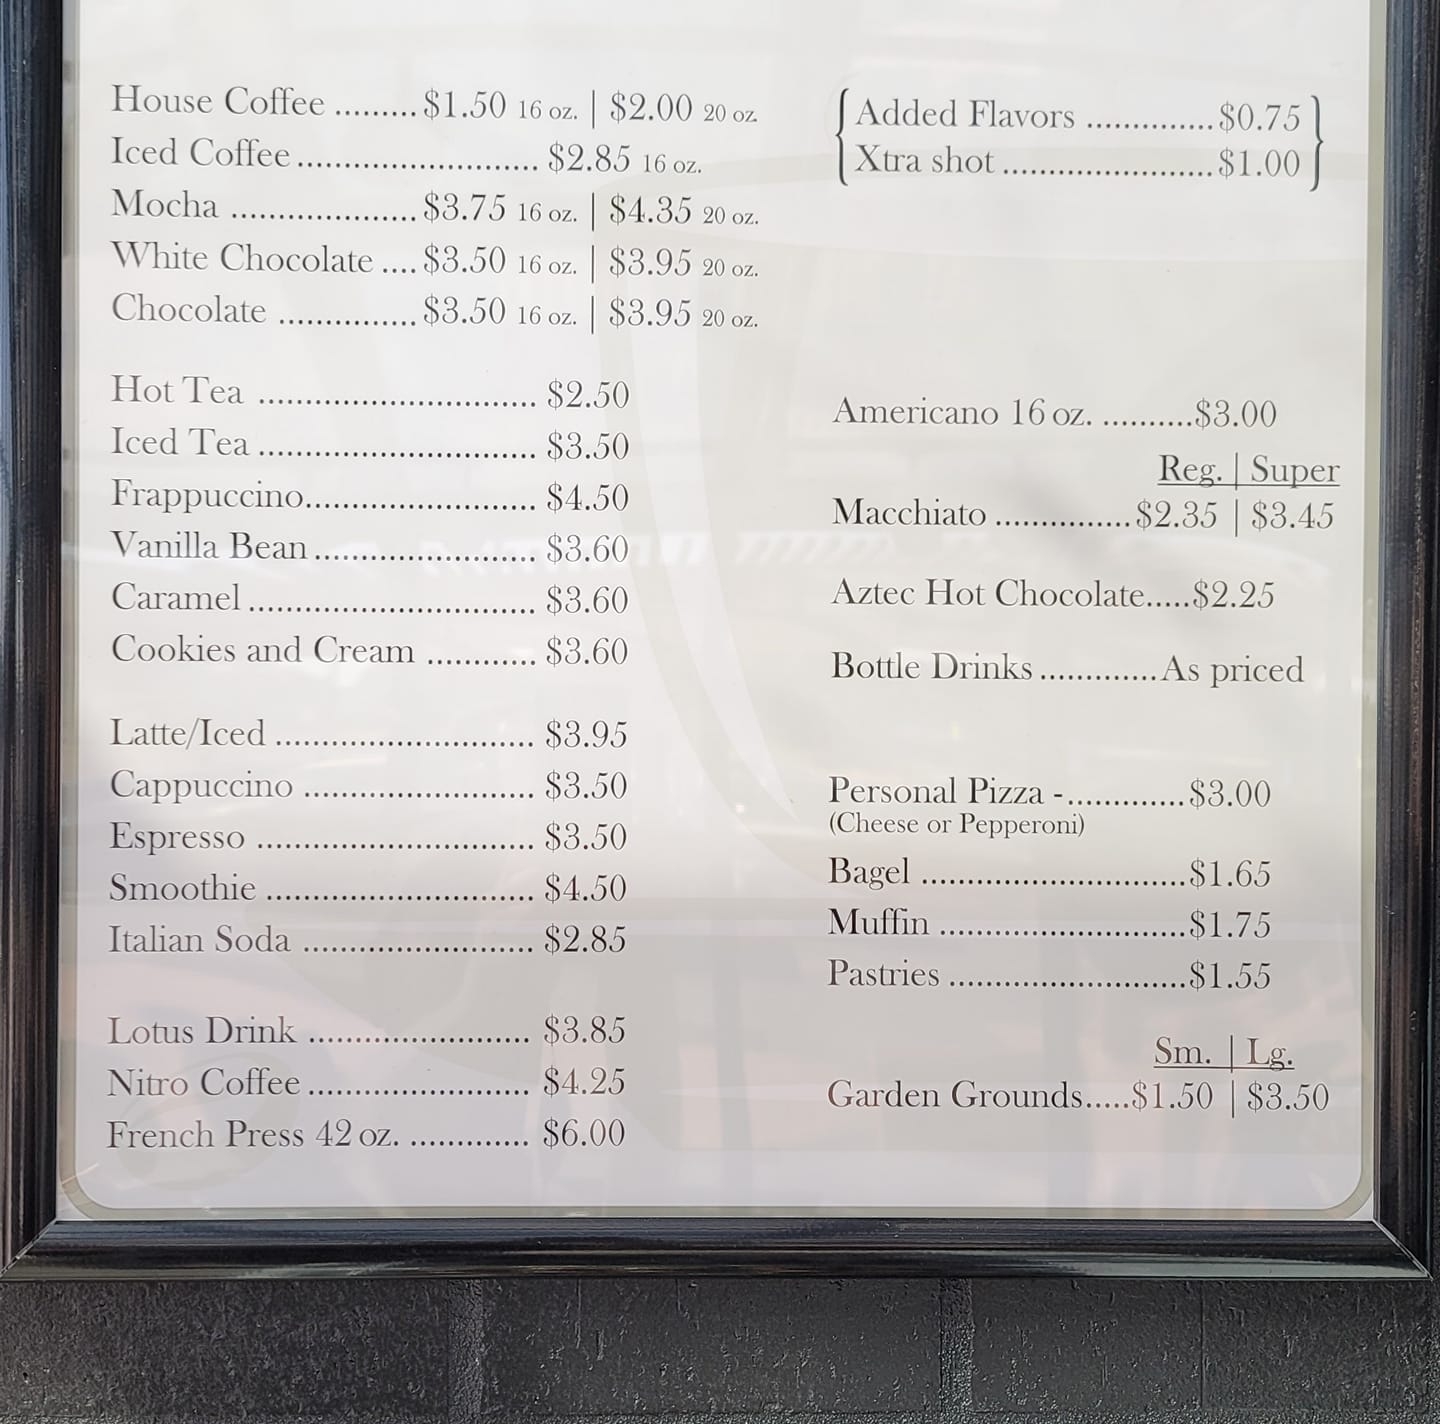 House Coffee .........$1.50 16 oz. | $2.00 20 oz.
Iced Coffee.......................... $2.85 16 oz.
Mocha ....................$3.75 16 oz. | $4.35 20 oz.
White Chocolate ....$3.50 16 oz. | $3.95 20 oz.
Chocolate ...............$3.50 16 oz. | $3.95 20 oz.
Hot Tea .............................. $2.50
Iced Tea .............................. $3.50
Frappuccino......................... $4.50
Vanilla Bean ........................ $3.60
Caramel ............................... $3.60
Cookies and Cream ............ $3.60
Latte/Iced ............................ $3.95
Cappuccino ......................... $3.50
Espresso .............................. $3.50
Smoothie ............................. $4.50
Italian Soda ......................... $2.85
Lotus Drink ........................ $3.85
Nitro Coffee ........................ $4.25
French Press 42 oz. ............. $6.00
Added Flavors ..............$0.75
Xtra shot .......................$1.00
Americano 16 oz. ..........$3.00
Reg. | Super
Macchiato ...............$2.35 | $3.45
Aztec Hot Chocolate.....$2.25
Bottle Drinks .............As priced
Personal Pizza -.............$3.00
(Cheese or Pepperoni)
Bagel .............................$1.65
Muffin ...........................$1.75
Pastries ..........................$1.55
Sm. | Lg.
Garden Grounds.....$1.50 | $3.50